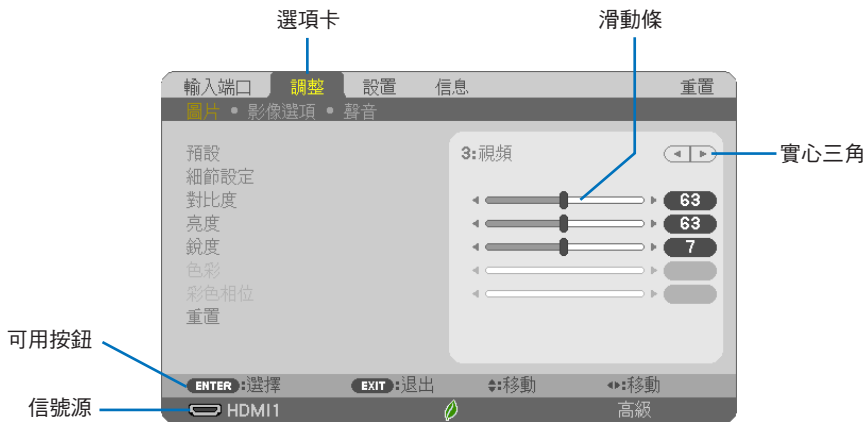 選項卡 滑動條
輸入端口 調整 設置 信息 重置
圖片 • 影像選項 • 聲音
預設 3:視頻 實心三角
細節設定
對比度 63
亮度 63
銳度 7
色彩
彩色相位
重置
可用按鈕
ENTER:選擇 EXIT:退出 :移動 :移動
信號源 HDMI1 高級